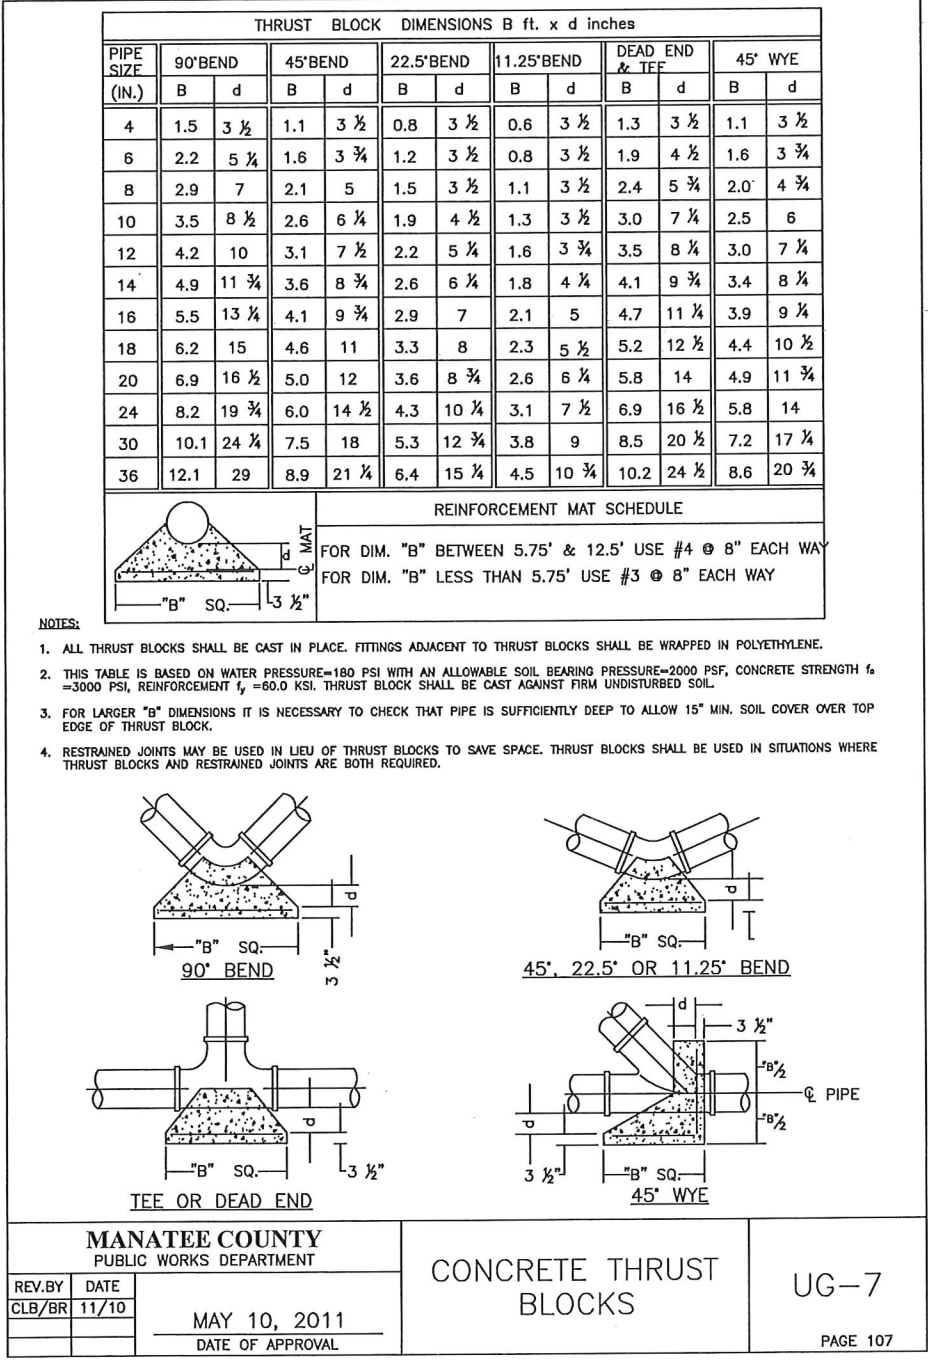 THRUST BLOCK DIMENSIONS B ft. x d inches
PIPE SIZE (IN.) 90°BEND 45°BEND 22.5°BEND 11.25°BEND DEAD END & TEE 45° WYE
B d B d B d B d B d B d
4 1.5 3 ½ 1.1 3 ½ 0.8 3 ½ 0.6 3 ½ 1.3 3 ½ 1.1 3 ½
6 2.2 5 ¼ 1.6 3 ¾ 1.2 3 ½ 0.8 3 ½ 1.9 4 ½ 1.6 3 ¾
8 2.9 7 2.1 5 1.5 3 ½ 1.1 3 ½ 2.4 5 ¾ 2.0 4 ¾
10 3.5 8 ½ 2.6 6 ¼ 1.9 4 ½ 1.3 3 ½ 3.0 7 ¼ 2.5 6
12 4.2 10 3.1 7 ½ 2.2 5 ¼ 1.6 3 ¾ 3.5 8 ¼ 3.0 7 ¼
14 4.9 11 ¾ 3.6 8 ¾ 2.6 6 ¼ 1.8 4 ¼ 4.1 9 ¾ 3.4 8 ¼
16 5.5 13 ¼ 4.1 9 ¾ 2.9 7 2.1 5 4.7 11 ¼ 3.9 9 ¼
18 6.2 15 4.6 11 3.3 8 2.3 5 ½ 5.2 12 ½ 4.4 10 ½
20 6.9 16 ½ 5.0 12 3.6 8 ¾ 2.6 6 ¼ 5.8 14 4.9 11 ¾
24 8.2 19 ¾ 6.0 14 ½ 4.3 10 ¼ 3.1 7 ½ 6.9 16 ½ 5.8 14
30 10.1 24 ¼ 7.5 18 5.3 12 ¾ 3.8 9 8.5 20 ½ 7.2 17 ¼
36 12.1 29 8.9 21 ¼ 6.4 15 ¼ 4.5 10 ¾ 10.2 24 ½ 8.6 20 ¾
d
℄ MAT
"B" SQ. 3 ½"
REINFORCEMENT MAT SCHEDULE
FOR DIM. "B" BETWEEN 5.75' & 12.5' USE #4 @ 8" EACH WAY
FOR DIM. "B" LESS THAN 5.75' USE #3 @ 8" EACH WAY
NOTES:
1. ALL THRUST BLOCKS SHALL BE CAST IN PLACE. FITTINGS ADJACENT TO THRUST BLOCKS SHALL BE WRAPPED IN POLYETHYLENE.
2. THIS TABLE IS BASED ON WATER PRESSURE=180 PSI WITH AN ALLOWABLE SOIL BEARING PRESSURE=2000 PSF, CONCRETE STRENGTH fc
=3000 PSI, REINFORCEMENT fy =60.0 KSI. THRUST BLOCK SHALL BE CAST AGAINST FIRM UNDISTURBED SOIL
3. FOR LARGER "B" DIMENSIONS IT IS NECESSARY TO CHECK THAT PIPE IS SUFFICIENTLY DEEP TO ALLOW 15" MIN. SOIL COVER OVER TOP
EDGE OF THRUST BLOCK.
4. RESTRAINED JOINTS MAY BE USED IN LIEU OF THRUST BLOCKS TO SAVE SPACE. THRUST BLOCKS SHALL BE USED IN SITUATIONS WHERE
THRUST BLOCKS AND RESTRAINED JOINTS ARE BOTH REQUIRED.
d
"B" SQ.
3 ½"
90° BEND
d
"B" SQ.
45°, 22.5° OR 11.25° BEND
d
"B" SQ. 3 ½"
TEE OR DEAD END
d
3 ½"
"B"/2
℄ PIPE
"B"/2
d
3 ½" "B" SQ.
45° WYE
MANATEE COUNTY
PUBLIC WORKS DEPARTMENT
REV.BY DATE
CLB/BR 11/10
MAY 10, 2011
DATE OF APPROVAL
CONCRETE THRUST
BLOCKS
UG-7
PAGE 107